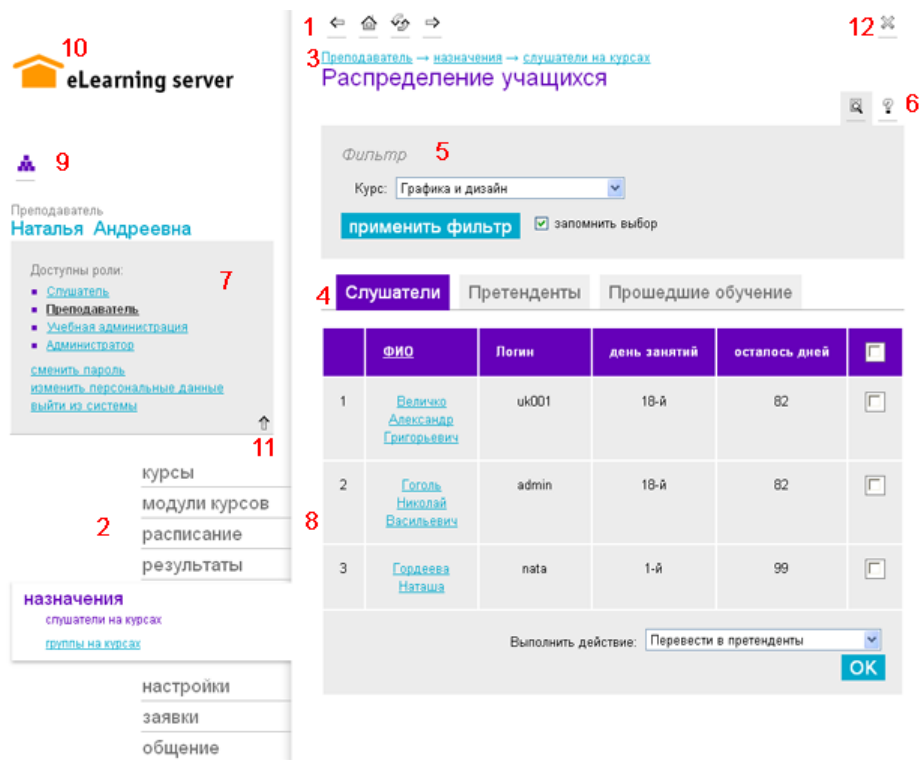 1
12
10
3 Преподаватель → назначения → слушатели на курсах
eLearning server
Распределение учащихся
6
9
Фильтр 5
Курс: Графика и дизайн
применить фильтр запомнить выбор
Преподаватель
Наталья Андреевна
Доступны роли: 7
Слушатель
Преподаватель
Учебная администрация
Администратор
сменить пароль
изменить персональные данные
выйти из системы
11
4 Слушатели Претенденты Прошедшие обучение
ФИО Логин день занятий осталось дней
1 Величко Александр Григорьевич uk001 18-й 82
2 Гоголь Николай Васильевич admin 18-й 82
8
3 Гордеева Наташа nata 1-й 99
Выполнить действие: Перевести в претенденты
OK
2
курсы
модули курсов
расписание
результаты
назначения
слушатели на курсах
группы на курсах
настройки
заявки
общение